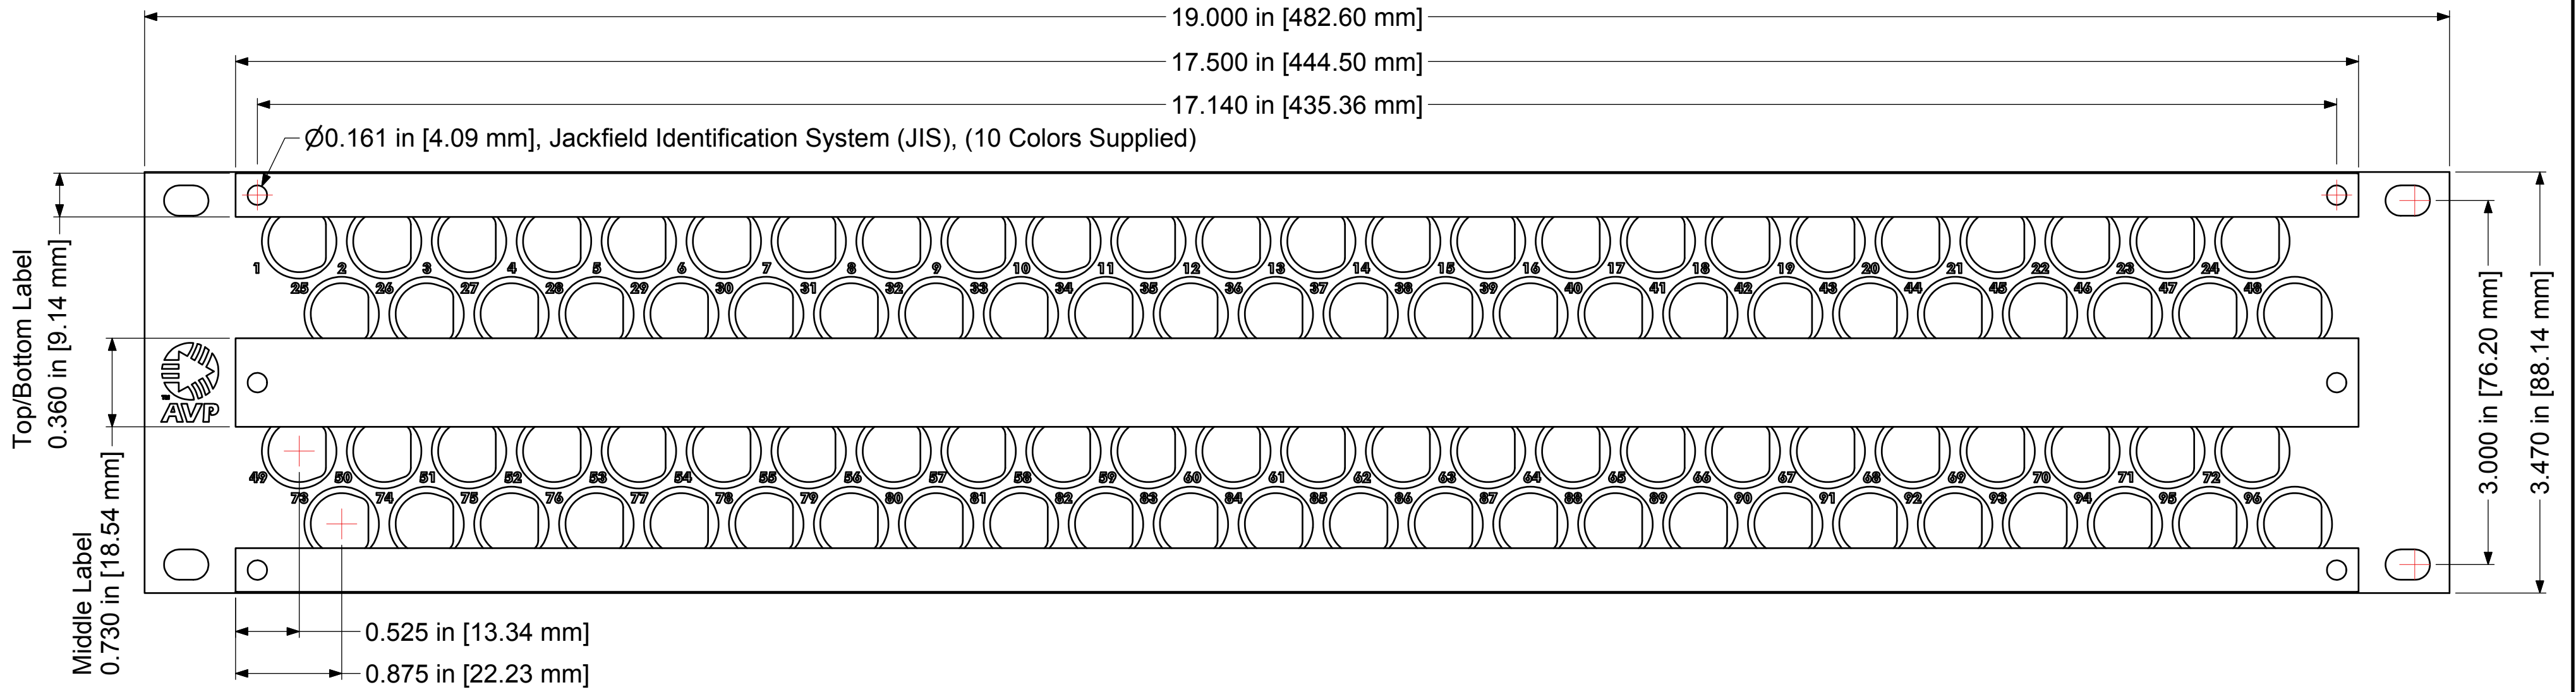 19.000 in [482.60 mm]
17.500 in [444.50 mm]
17.140 in [435.36 mm]
Ø0.161 in [4.09 mm], Jackfield Identification System (JIS), (10 Colors Supplied)
Top/Bottom Label
0.360 in [9.14 mm]
1 2 3 4 5 6 7 8 9 10 11 12 13 14 15 16 17 18 19 20 21 22 23 24
25 26 27 28 29 30 31 32 33 34 35 36 37 38 39 40 41 42 43 44 45 46 47 48
3.000 in [76.20 mm]
3.470 in [88.14 mm]
™
AVP
Middle Label
0.730 in [18.54 mm]
49 50 51 52 53 54 55 56 57 58 59 60 61 62 63 64 65 66 67 68 69 70 71 72
73 74 75 76 77 78 79 80 81 82 83 84 85 86 87 88 89 90 91 92 93 94 95 96
0.525 in [13.34 mm]
0.875 in [22.23 mm]